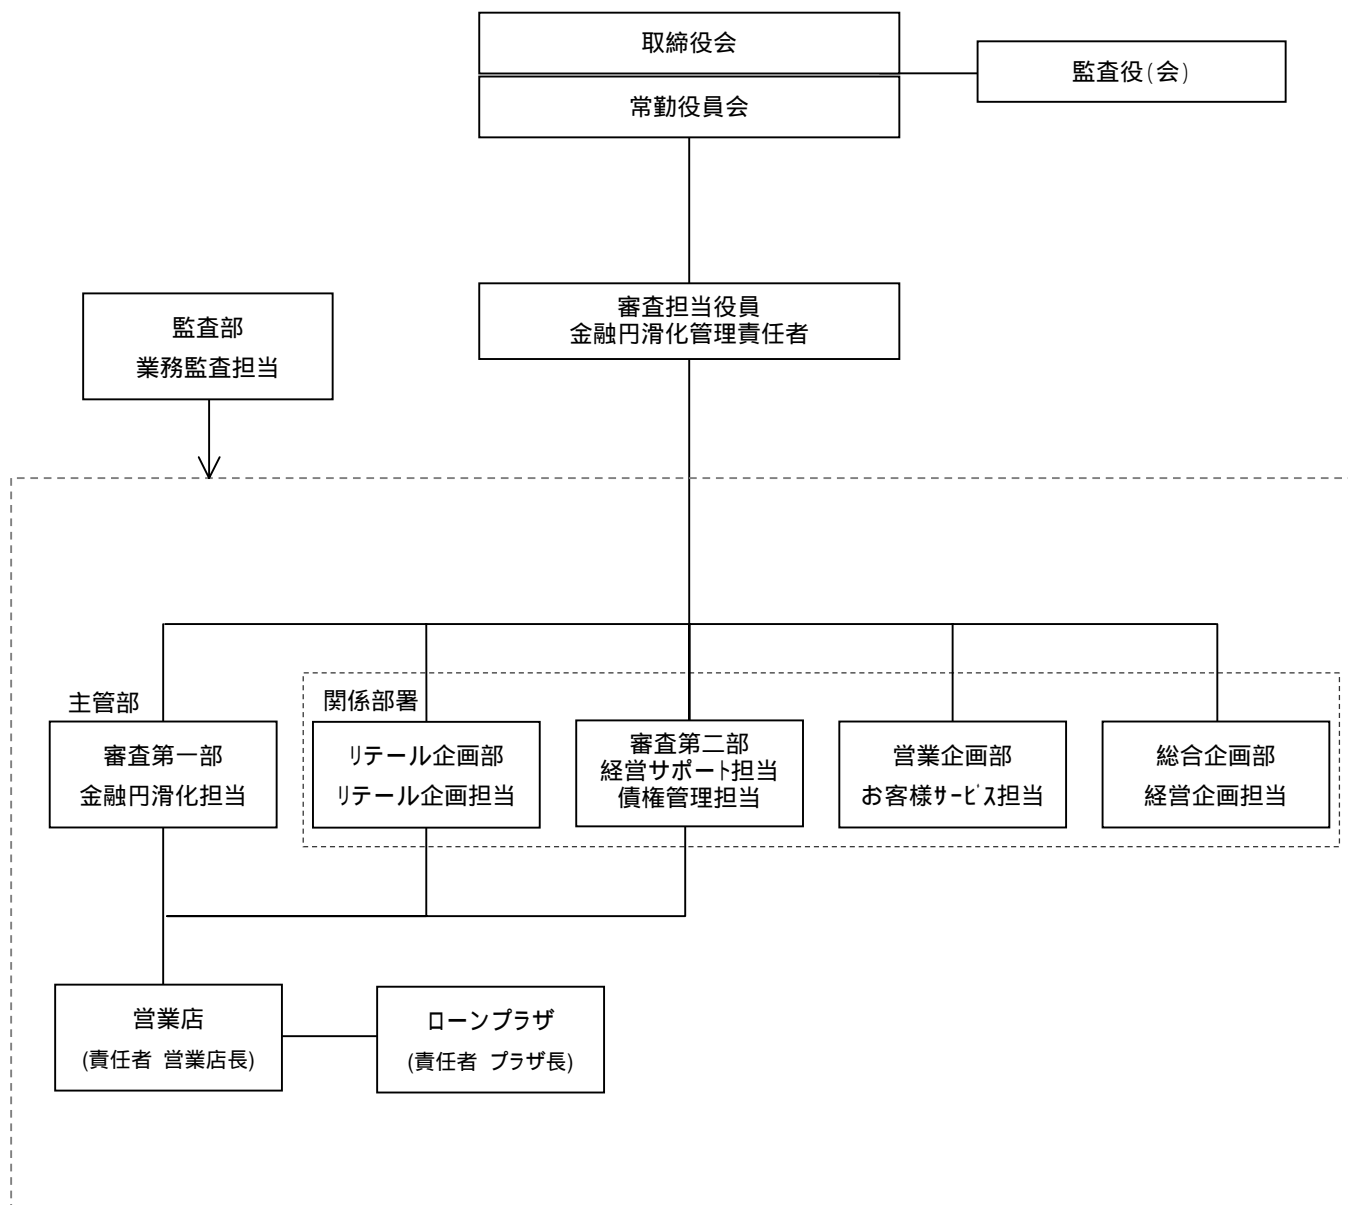 取締役会
監査役(会)
常勤役員会
審査担当役員
金融円滑化管理責任者
監査部
業務監査担当
主管部
関係部署
審査第一部
金融円滑化担当
リテール企画部
リテール企画担当
審査第二部
経営サポート担当
債権管理担当
営業企画部
お客様サービス担当
総合企画部
経営企画担当
営業店
(責任者 営業店長)
ローンプラザ
(責任者 プラザ長)